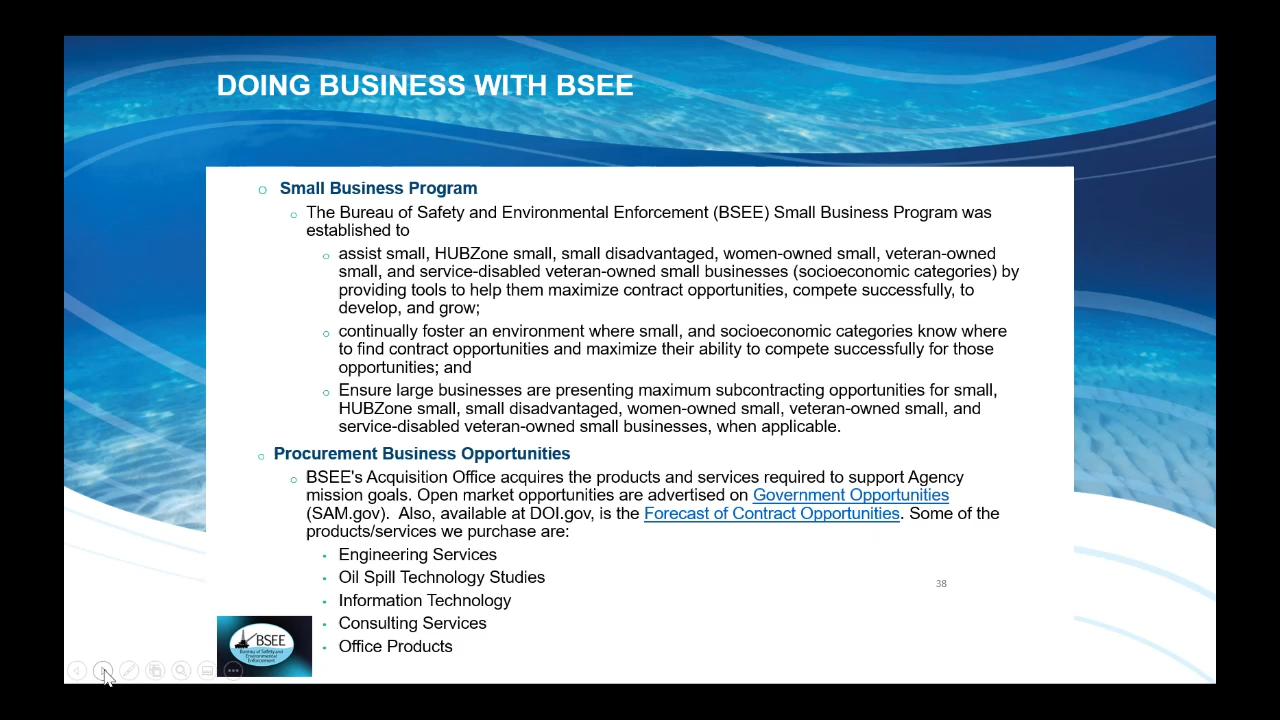 DOING BUSINESS WITH BSEE
Small Business Program
The Bureau of Safety and Environmental Enforcement (BSEE) Small Business Program was
established to
assist small, HUBZone small, small disadvantaged, women-owned small, veteran-owned
small, and service-disabled veteran-owned small businesses (socioeconomic categories) by
providing tools to help them maximize contract opportunities, compete successfully, to
develop, and grow;
continually foster an environment where small, and socioeconomic categories know where
to find contract opportunities and maximize their ability to compete successfully for those
opportunities; and
Ensure large businesses are presenting maximum subcontracting opportunities for small,
HUBZone small, small disadvantaged, women-owned small, veteran-owned small, and
service-disabled veteran-owned small businesses, when applicable.
Procurement Business Opportunities
BSEE's Acquisition Office acquires the products and services required to support Agency
mission goals. Open market opportunities are advertised on Government Opportunities
(SAM.gov). Also, available at DOI.gov, is the Forecast of Contract Opportunities. Some of the
products/services we purchase are:
Engineering Services
Oil Spill Technology Studies
Information Technology
Consulting Services
Office Products
38
BSEE
Bureau of Safety and
Environmental
Enforcement